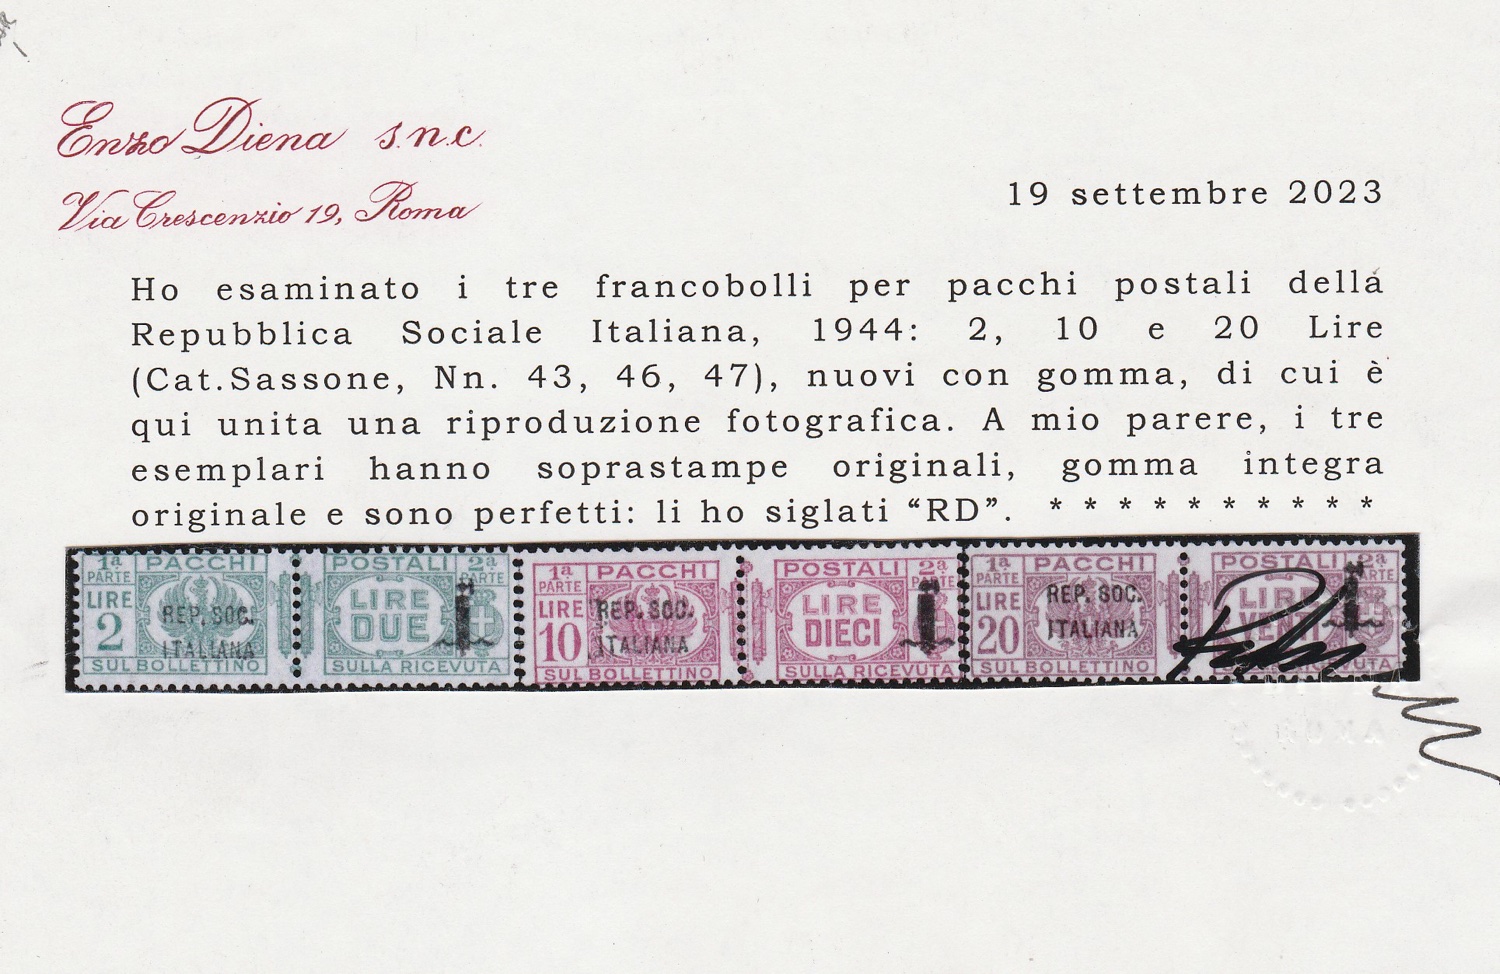 Enzo Diena s.n.c.
Via Crescenzio 19, Roma
19 settembre 2023
Ho esaminato i tre francobolli per pacchi postali della
Repubblica Sociale Italiana, 1944: 2, 10 e 20 Lire
(Cat.Sassone, Nn. 43, 46, 47), nuovi con gomma, di cui è
qui unita una riproduzione fotografica. A mio parere, i tre
esemplari hanno soprastampe originali, gomma integra
originale e sono perfetti: li ho siglati “RD”. * * * * * * * * * *
1ª PARTE PACCHI
LIRE 2
REP. SOC.
ITALIANA
SUL BOLLETTINO
POSTALI 2ª PARTE
LIRE DUE
SULLA RICEVUTA
1ª PARTE PACCHI
LIRE 10
REP. SOC.
ITALIANA
SUL BOLLETTINO
POSTALI 2ª PARTE
LIRE DIECI
SULLA RICEVUTA
1ª PARTE PACCHI
LIRE 20
REP. SOC.
ITALIANA
SUL BOLLETTINO
POSTALI 2ª PARTE
LIRE VENTI
RICEVUTA